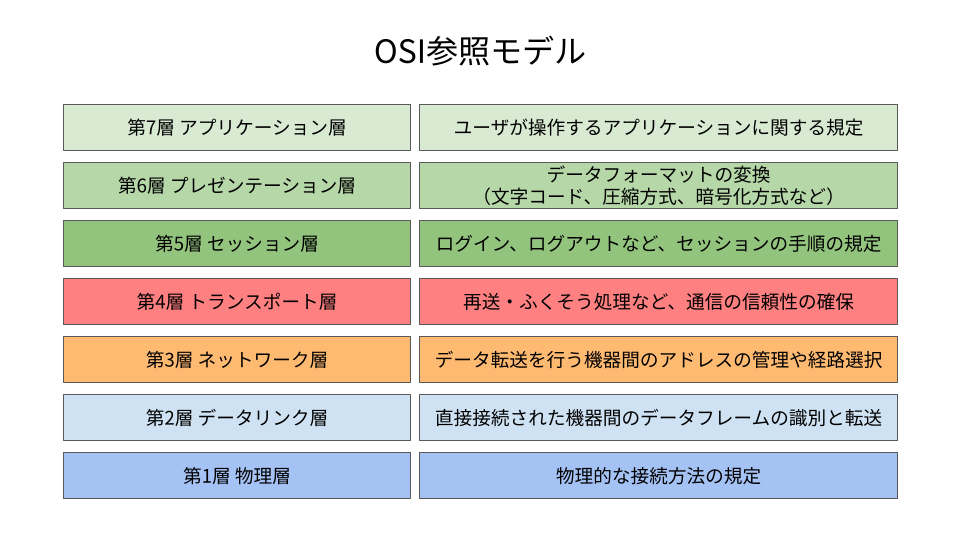 OSI参照モデル
第7層 アプリケーション層
ユーザが操作するアプリケーションに関する規定
第6層 プレゼンテーション層
データフォーマットの変換
（文字コード、圧縮方式、暗号化方式など）
第5層 セッション層
ログイン、ログアウトなど、セッションの手順の規定
第4層 トランスポート層
再送・ふくそう処理など、通信の信頼性の確保
第3層 ネットワーク層
データ転送を行う機器間のアドレスの管理や経路選択
第2層 データリンク層
直接接続された機器間のデータフレームの識別と転送
第1層 物理層
物理的な接続方法の規定